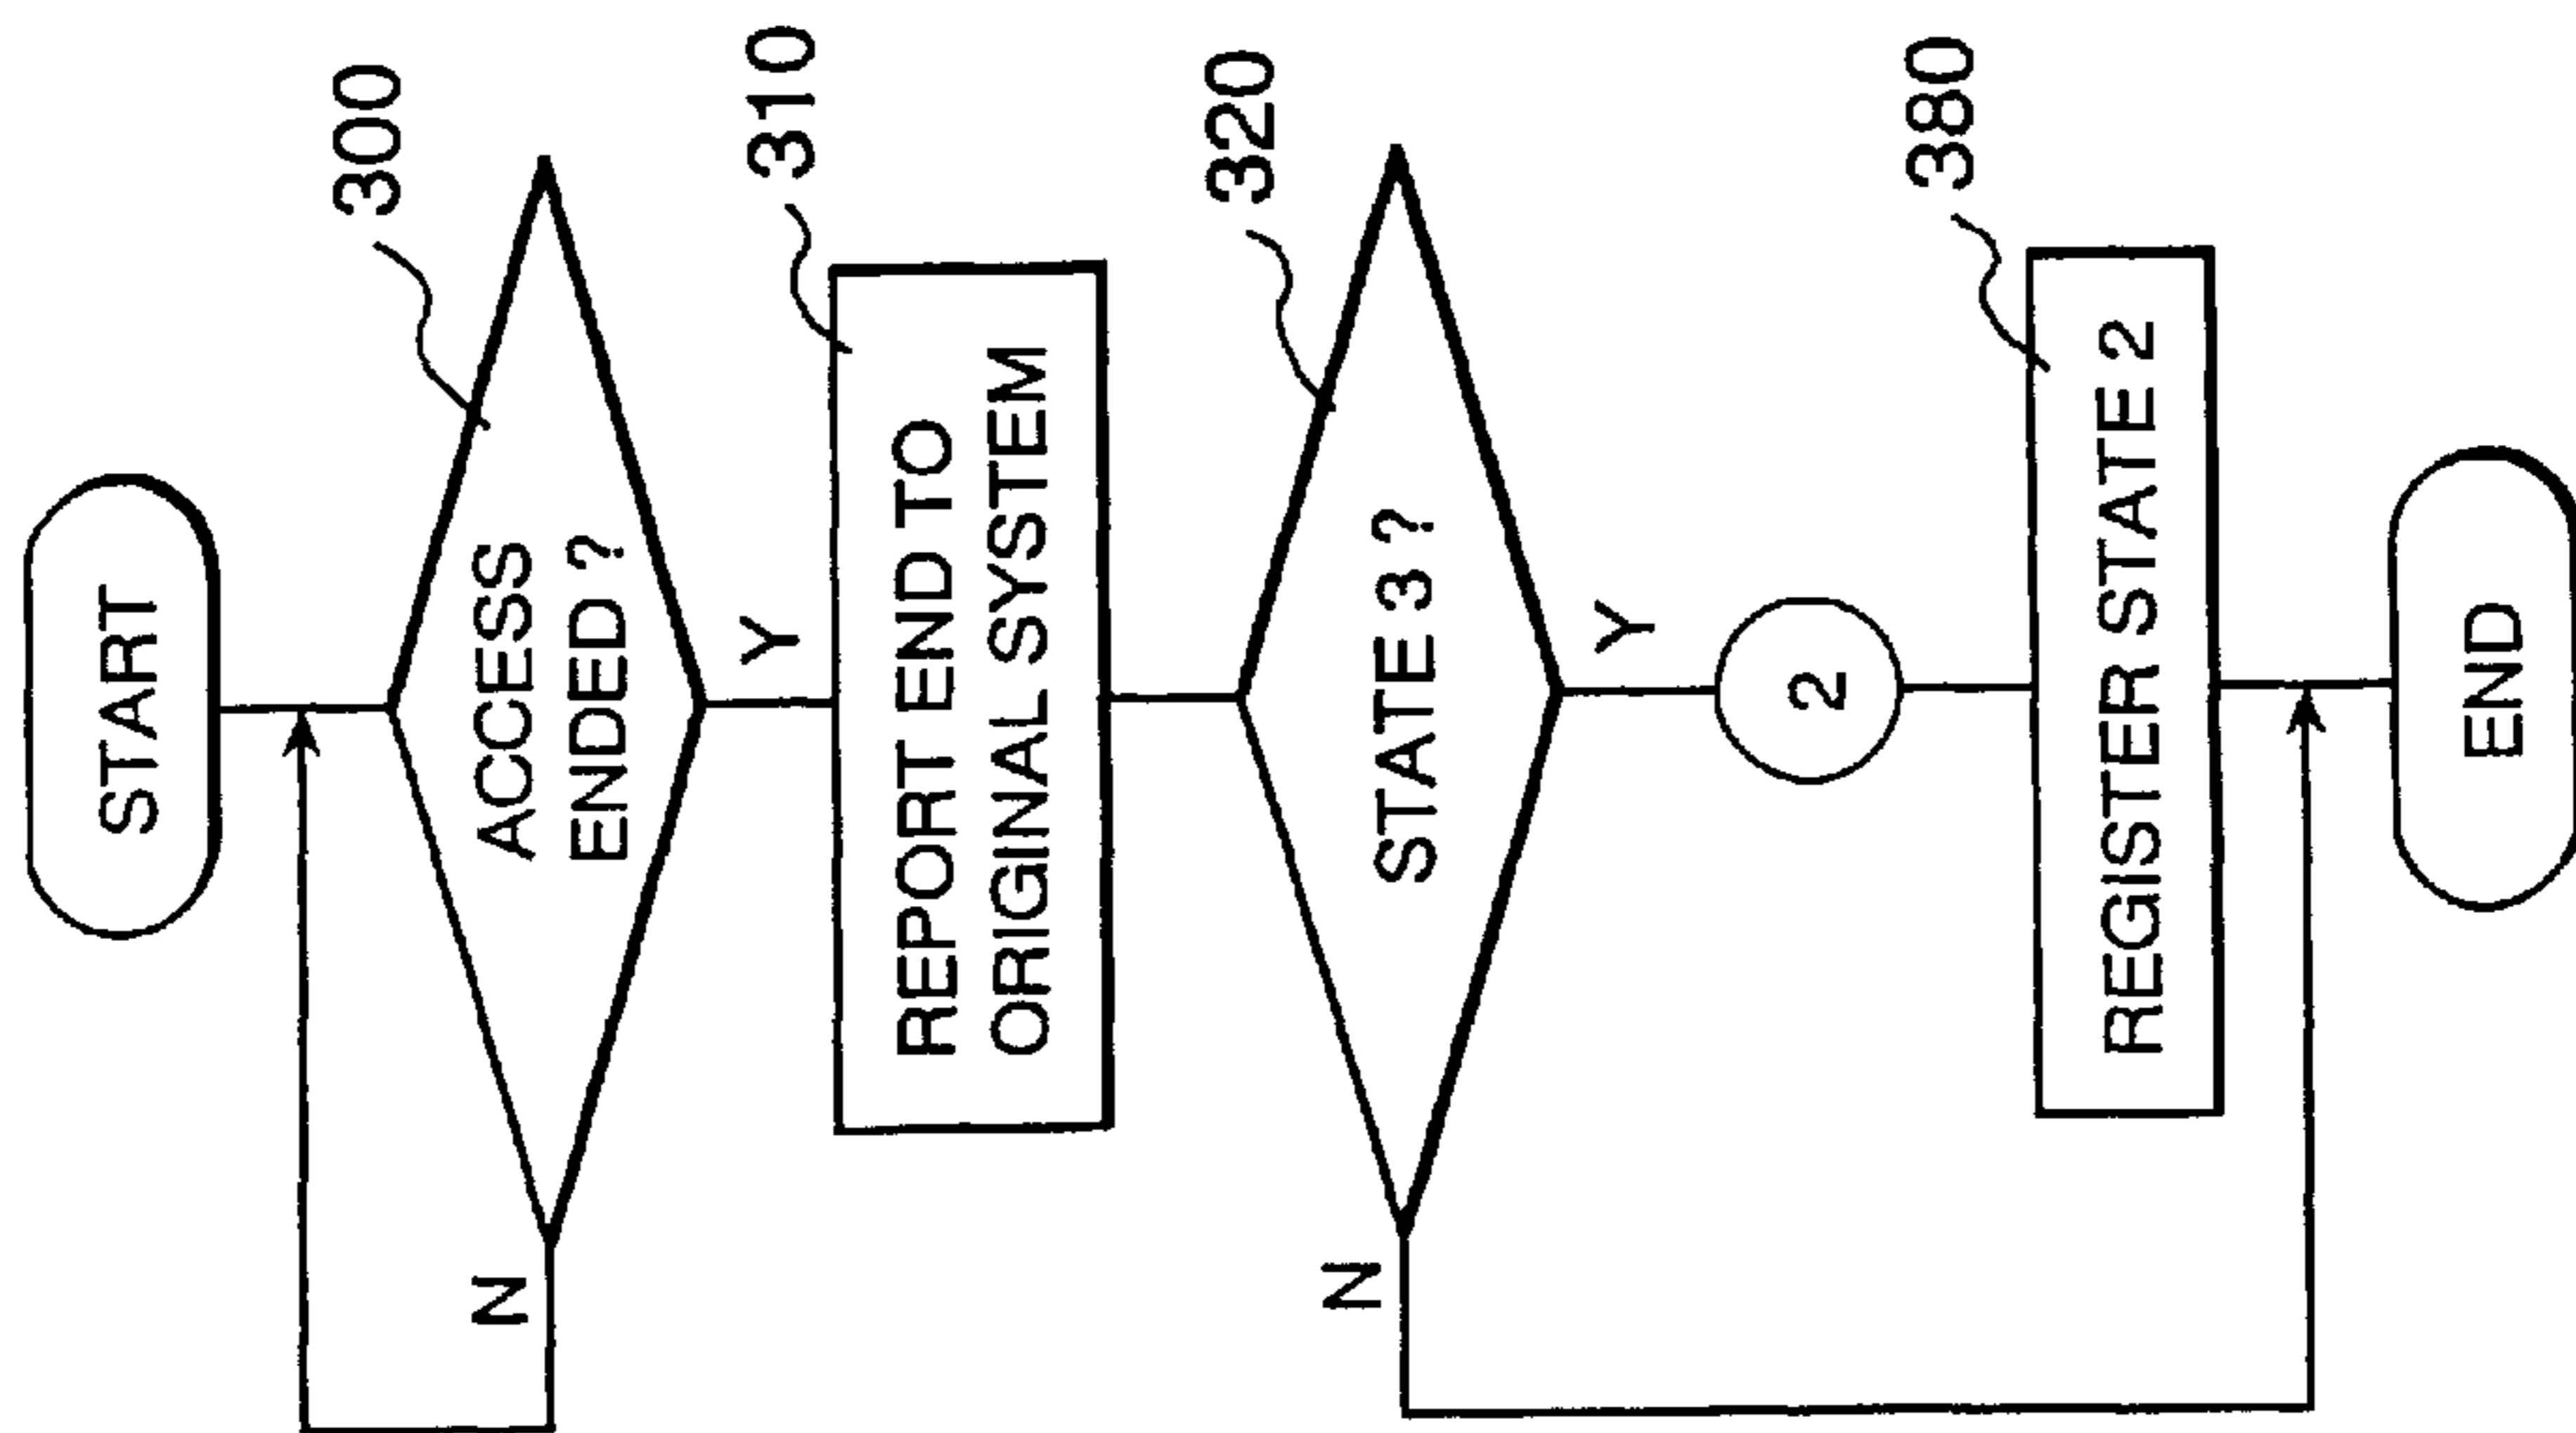 START
300
ACCESS
ENDED ?
N
Y
310
REPORT END TO
ORIGINAL SYSTEM
320
STATE 3 ?
N
Y
2
380
REGISTER STATE 2
END